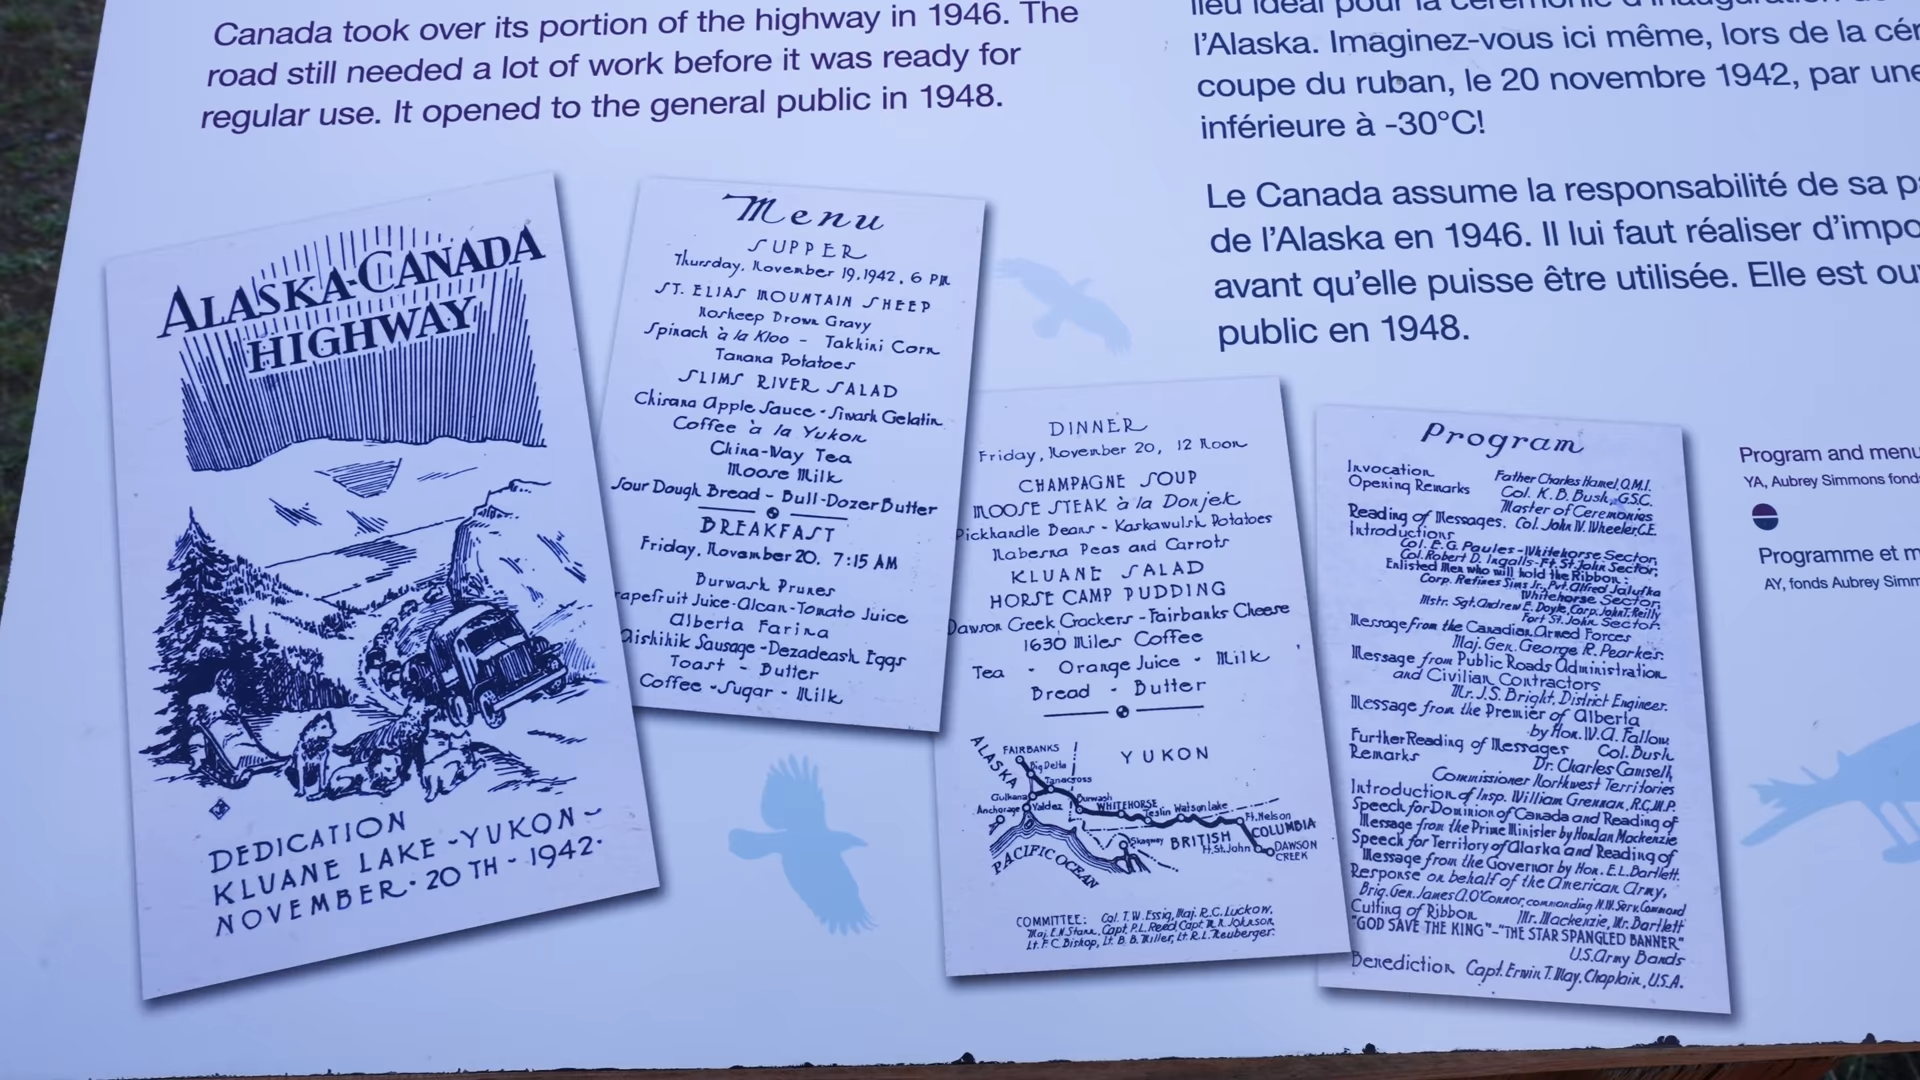 Canada took over its portion of the highway in 1946. The
road still needed a lot of work before it was ready for
regular use. It opened to the general public in 1948.
l'Alaska. Imaginez-vous ici même, lors de la cér
coupe du ruban, le 20 novembre 1942, par une
inférieure à -30°C!
Le Canada assume la responsabilité de sa p
de l'Alaska en 1946. Il lui faut réaliser d'impo
avant qu'elle puisse être utilisée. Elle est ou
public en 1948.
ALASKA-CANADA
HIGHWAY
DEDICATION
KLUANE LAKE - YUKON -
NOVEMBER · 20 TH - 1942 ·
Menu
SUPPER
Thursday, November 19, 1942, 6 PM
ST. ELIAS MOUNTAIN SHEEP
Nosheep Brown Gravy
Spinach à la Kloo - Takhini Corn
Tanana Potatoes
SLIMS RIVER SALAD
Chisana Apple Sauce - Siwash Gelatin
Coffee à la Yukon
China-Way Tea
Moose Milk
Sour Dough Bread - Bull-Dozer Butter
BREAKFAST
Friday, November 20, 7:15 AM
Burwash Prunes
rapefruit Juice - Alcan-Tomato Juice
Alberta Farina
Aishihik Sausage - Dezadeash Eggs
Toast - Butter
Coffee - Sugar - Milk
DINNER
Friday, November 20, 12 Noon
CHAMPAGNE SOUP
MOOSE STEAK à la Donjek
Pickhandle Beans - Kaskawulsh Potatoes
Nabesna Peas and Carrots
KLUANE SALAD
HORSE CAMP PUDDING
Dawson Creek Crackers - Fairbanks Cheese
1630 Miles Coffee
Tea - Orange Juice - Milk
Bread - Butter
ALASKA
FAIRBANKS
YUKON
Big Delta
Tanacross
Gulkana
Anchorage
Valdez
Burwash
WHITEHORSE
Teslin
Watson Lake
Ft. Nelson
Skagway
BRITISH
COLUMBIA
Ft. St. John
DAWSON
CREEK
PACIFIC OCEAN
COMMITTEE: Col. T. W. Essig, Maj. R. C. Luckow,
Maj. E. N. Stann, Capt. P. L. Reed, Capt. N. R. Johnson,
Lt. F. C. Bishop, Lt. B. B. Miller, Lt. R. L. Neuberger.
Program
Invocation Father Charles Hamel, O.M.I.
Opening Remarks Col. K. B. Bush, G.S.C.
Master of Ceremonies
Reading of Messages. Col. John W. Wheeler, C.E.
Introductions
Col. E. G. Paules - Whitehorse Sector,
Col. Robert D. Ingalls - Ft. St. John Sector,
Enlisted Men who will hold the Ribbon:
Corp. Refines Sims Jr., Pvt. Alfred Jalufka
Whitehorse Sector,
Mstr. Sgt. Andrew E. Doyle, Corp. John T. Reilly
Fort St. John Sector.
Message from the Canadian Armed Forces
Maj. Gen. George R. Pearkes.
Message from Public Roads Administration
and Civilian Contractors
Mr. J.S. Bright, District Engineer.
Message from the Premier of Alberta
by Hon. W.A. Fallow
Further Reading of Messages Col. Bush
Remarks Dr. Charles Camsell,
Commissioner Northwest Territories
Introduction of Insp. William Grennan, R.C.M.P.
Speech for Dominion of Canada and Reading of
Message from the Prime Minister by Hon. Ian Mackenzie
Speech for Territory of Alaska and Reading of
Message from the Governor by Hon. E.L. Bartlett.
Response on behalf of the American Army,
Brig. Gen. James A. O'Connor, commanding N.W. Serv. Command
Cutting of Ribbon Mr. Mackenzie, Mr. Bartlett
"GOD SAVE THE KING" - "THE STAR SPANGLED BANNER"
U.S. Army Bands
Benediction Capt. Erwin T. May, Chaplain, U.S.A.
Program and menu
YA, Aubrey Simmons fond
Programme et m
AY, fonds Aubrey Simm